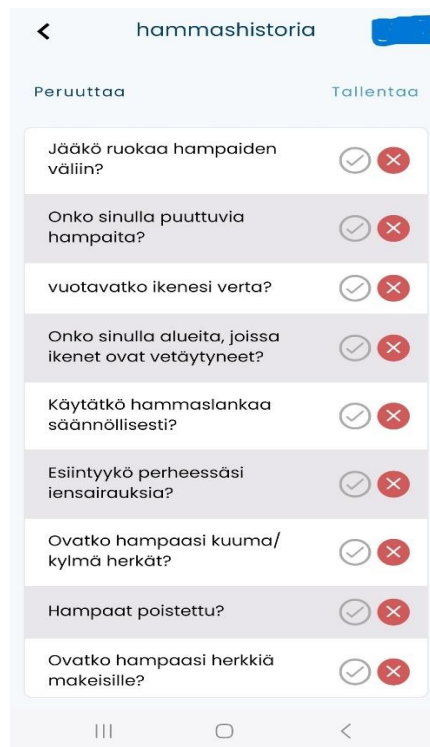 hammashistoria
Peruuttaa
Tallentaa
Jääkö ruokaa hampaiden
väliin?
Onko sinulla puuttuvia
hampaita?
vuotavatko ikenesi verta?
Onko sinulla alueita, joissa
ikenet ovat vetäytyneet?
Käytätkö hammaslankaa
säännöllisesti?
Esiintyykö perheessäsi
iensairauksia?
Ovatko hampaasi kuuma/
kylmä herkät?
Hampaat poistettu?
Ovatko hampaasi herkkiä
makeisille?